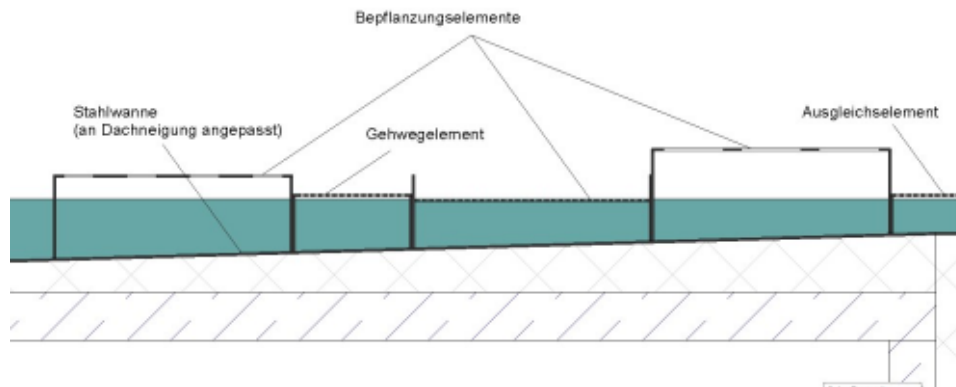 Bepflanzungselemente
Stahlwanne
(an Dachneigung angepasst)
Gehwegelement
Ausgleichselement